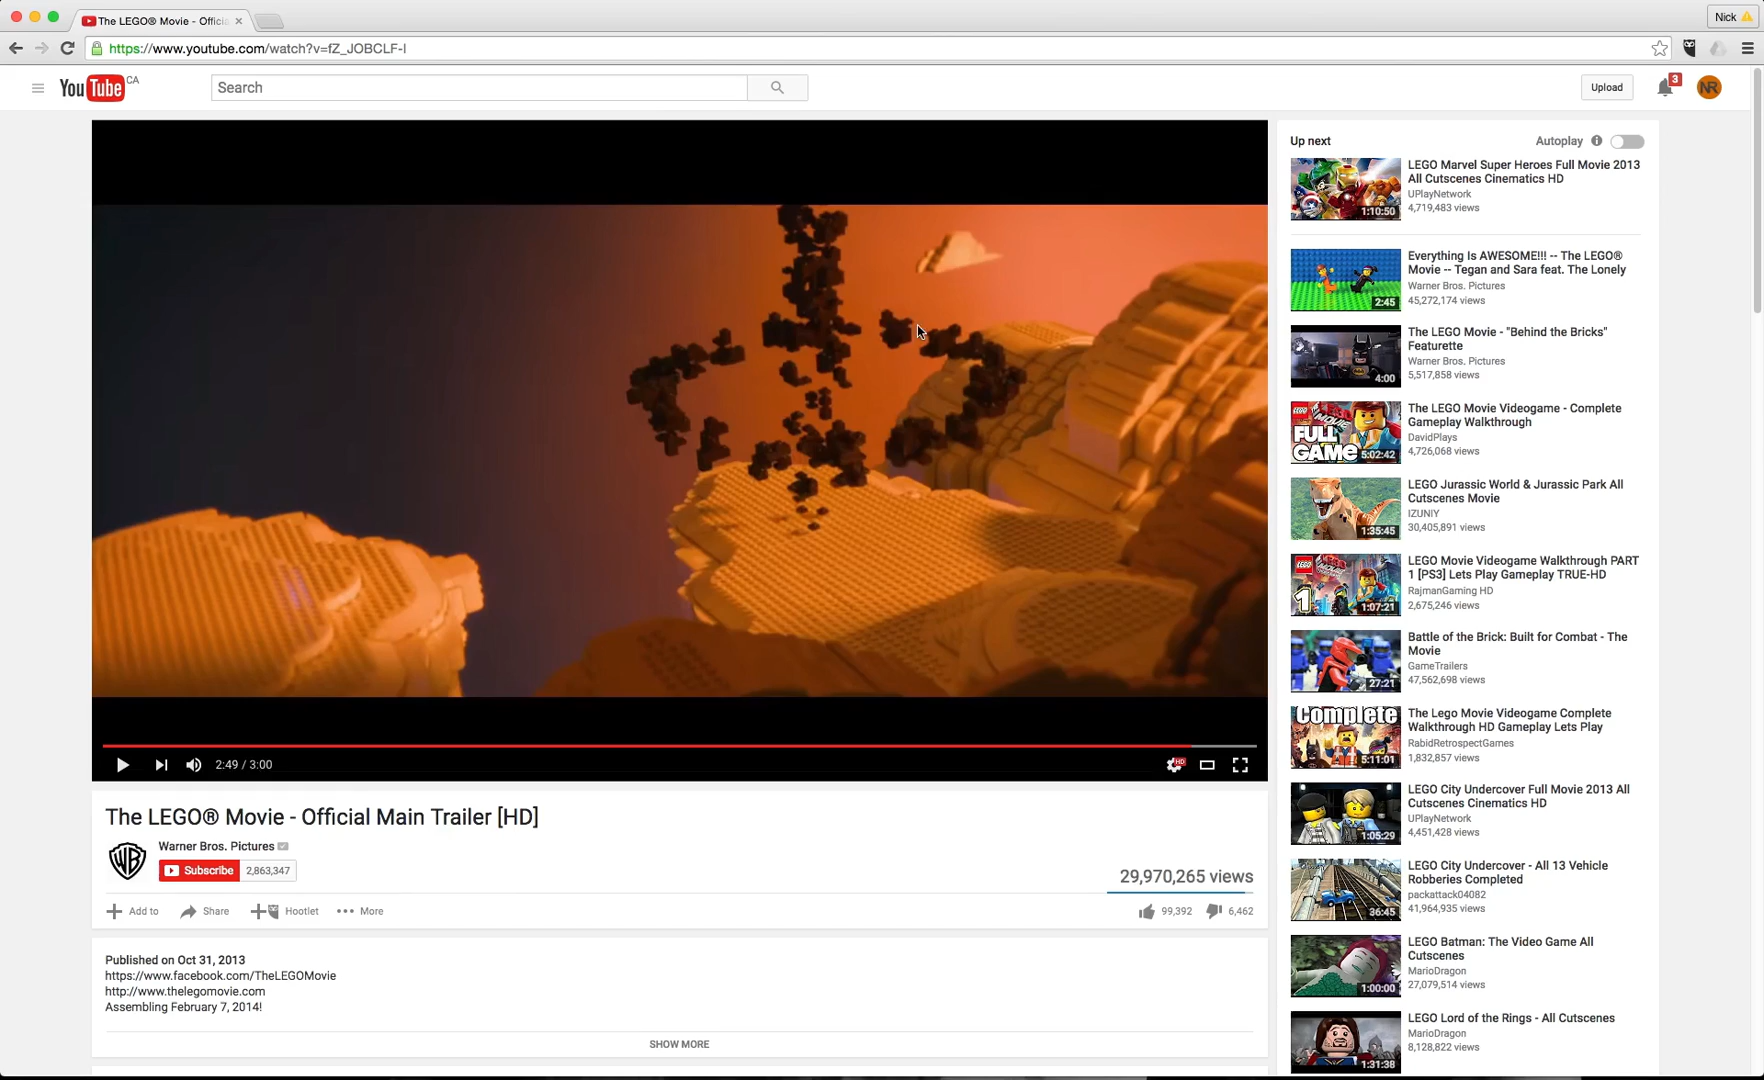 The LEGO® Movie - Officia
Nick
https://www.youtube.com/watch?v=fZ_JOBCLF-I
YouTube CA
Search
Upload
3
NR
Up next
Autoplay
LEGO Marvel Super Heroes Full Movie 2013
All Cutscenes Cinematics HD
UPlayNetwork
4,719,483 views
1:10:50
Everything Is AWESOME!!! -- The LEGO®
Movie -- Tegan and Sara feat. The Lonely
Warner Bros. Pictures
45,272,174 views
2:45
The LEGO Movie - "Behind the Bricks"
Featurette
Warner Bros. Pictures
5,517,858 views
4:00
The LEGO Movie Videogame - Complete
Gameplay Walkthrough
DavidPlays
4,726,068 views
FULL
GAME
5:02:42
LEGO Jurassic World & Jurassic Park All
Cutscenes Movie
IZUNIY
30,405,891 views
1:35:45
LEGO Movie Videogame Walkthrough PART
1 [PS3] Lets Play Gameplay TRUE-HD
RajmanGaming HD
2,675,246 views
LEGO
1
1:07:21
Battle of the Brick: Built for Combat - The
Movie
GameTrailers
47,562,698 views
27:21
The Lego Movie Videogame Complete
Walkthrough HD Gameplay Lets Play
RabidRetrospectGames
1,832,857 views
Complete
5:11:01
LEGO City Undercover Full Movie 2013 All
Cutscenes Cinematics HD
UPlayNetwork
4,451,428 views
1:05:29
LEGO City Undercover - All 13 Vehicle
Robberies Completed
packattack04082
41,964,935 views
36:45
LEGO Batman: The Video Game All
Cutscenes
MarioDragon
27,079,514 views
1:00:00
LEGO Lord of the Rings - All Cutscenes
MarioDragon
8,128,822 views
1:31:38
2:49 / 3:00
HD
The LEGO® Movie - Official Main Trailer [HD]
WB
Warner Bros. Pictures
Subscribe 2,863,347
29,970,265 views
Add to Share Hootlet More
99,392 6,462
Published on Oct 31, 2013
https://www.facebook.com/TheLEGOMovie
http://www.thelegomovie.com
Assembling February 7, 2014!
SHOW MORE